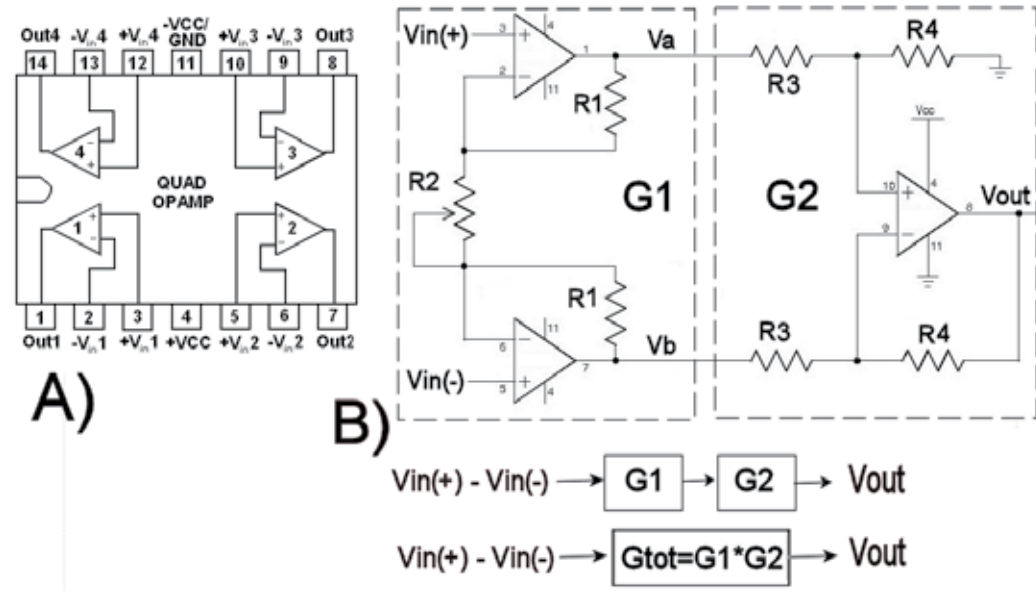 -VCC/
Out4 -Vin4 +Vin4 GND +Vin3 -Vin3 Out3
14 13 12 11 10 9 8
4 - + - + 3
QUAD
OPAMP
1 + - + - 2
1 2 3 4 5 6 7
Out1 -Vin1 +Vin1 +VCC +Vin2 -Vin2 Out2
A)
Vin(+) 3 + 4 1 Va
2 - 11
R1
R2
G1
R1
6 - 11 7 Vb
Vin(-) 5 + 4
R3 R4
Vcc
G2
10 + 4 8 Vout
9 - 11
R3 R4
B)
Vin(+) - Vin(-) G1 G2 Vout
Vin(+) - Vin(-) Gtot=G1*G2 Vout